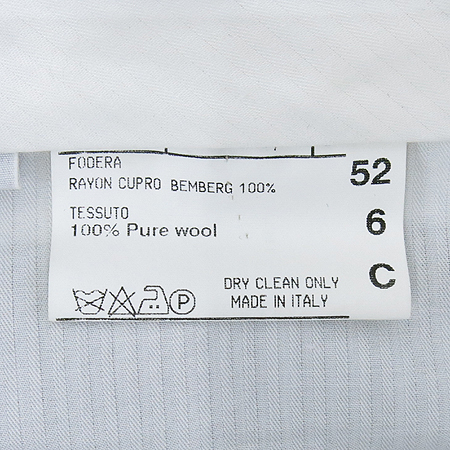 FODERA
RAYON CUPRO BEMBERG 100%
52
TESSUTO
100% Pure wool
6
C
DRY CLEAN ONLY
P
MADE IN ITALY